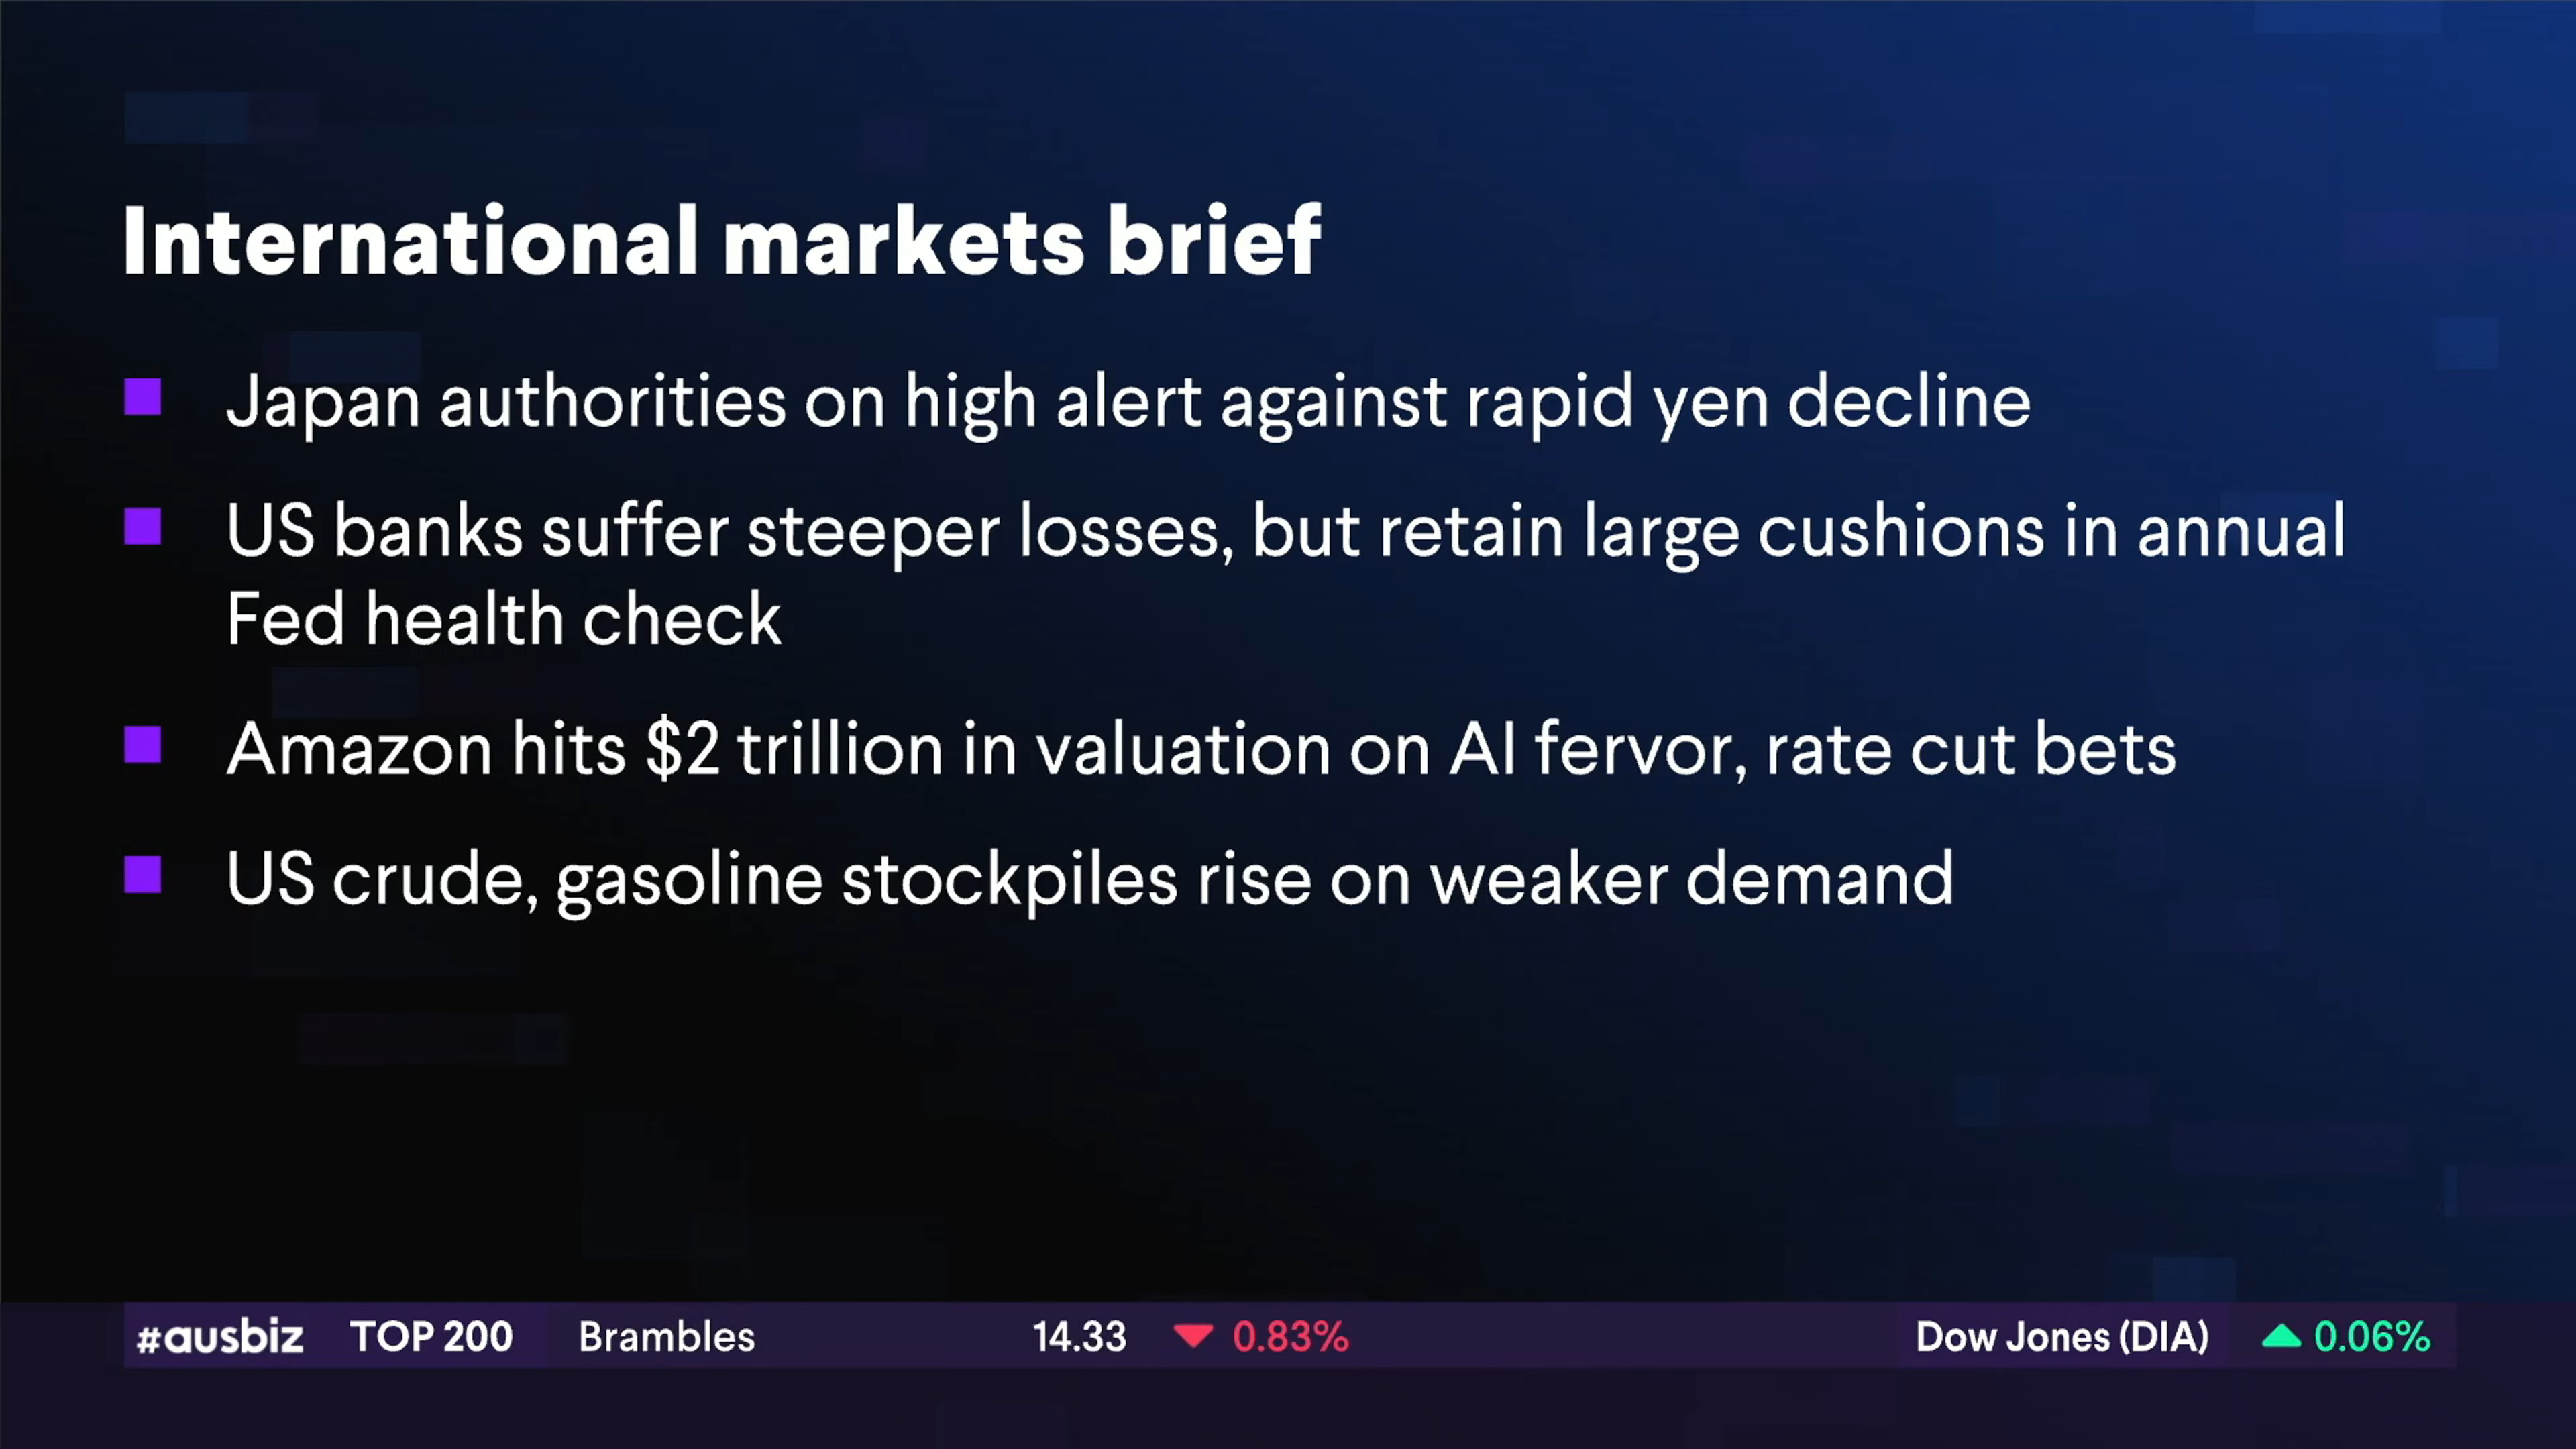 International markets brief
Japan authorities on high alert against rapid yen decline
US banks suffer steeper losses, but retain large cushions in annual
Fed health check
Amazon hits $2 trillion in valuation on AI fervor, rate cut bets
US crude, gasoline stockpiles rise on weaker demand
#ausbiz TOP 200 Brambles 14.33 ▼ 0.83% Dow Jones (DIA) ▲ 0.06%